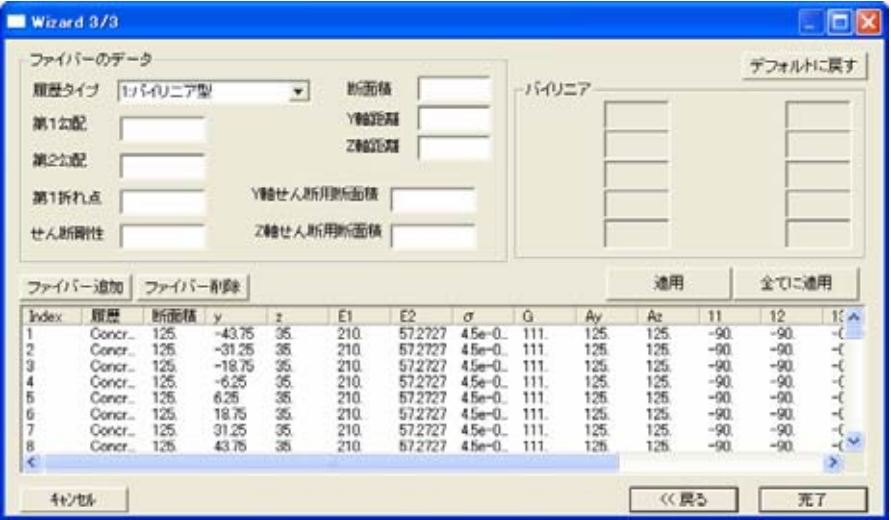 Wizard 3/3
ファイバーのデータ
デフォルトに戻す
履歴タイプ 1:バイリニア型 断面積
バイリニア
第1勾配 Y軸距離
Z軸距離
第2勾配
第1折れ点 Y軸せん断用断面積
せん断剛性 Z軸せん断用断面積
ファイバー追加 ファイバー削除 適用 全てに適用
Index 履歴 断面積 y z E1 E2 σ G Ay Az 11 12 13
1 Concr... 125. -43.75 35. 210. 57.2727 4.5e-0... 111. 125. 125. -90. -90. -0
2 Concr... 125. -31.25 35. 210. 57.2727 4.5e-0... 111. 125. 125. -90. -90. -0
3 Concr... 125. -18.75 35. 210. 57.2727 4.5e-0... 111. 125. 125. -90. -90. -0
4 Concr... 125. -6.25 35. 210. 57.2727 4.5e-0... 111. 125. 125. -90. -90. -0
5 Concr... 125. 6.25 35. 210. 57.2727 4.5e-0... 111. 125. 125. -90. -90. -0
6 Concr... 125. 18.75 35. 210. 57.2727 4.5e-0... 111. 125. 125. -90. -90. -0
7 Concr... 125. 31.25 35. 210. 57.2727 4.5e-0... 111. 125. 125. -90. -90. -0
8 Concr... 125. 43.75 35. 210. 57.2727 4.5e-0... 111. 125. 125. -90. -90. -0
キャンセル << 戻る 完了